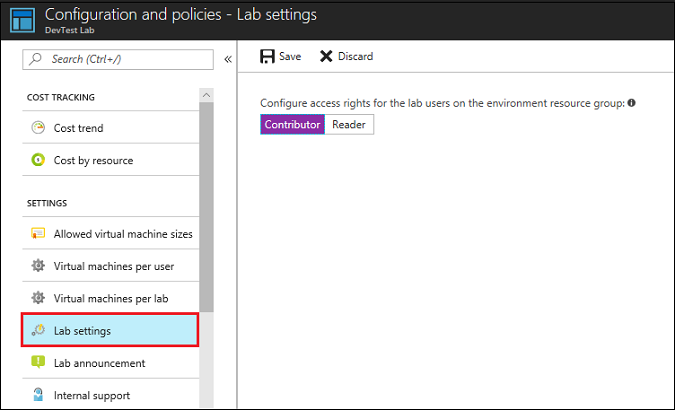 Configuration and policies - Lab settings
DevTest Lab
Search (Ctrl+/)
«
Save
Discard
COST TRACKING
Cost trend
Cost by resource
SETTINGS
Allowed virtual machine sizes
Virtual machines per user
Virtual machines per lab
Lab settings
Lab announcement
Internal support
Configure access rights for the lab users on the environment resource group:
Contributor
Reader